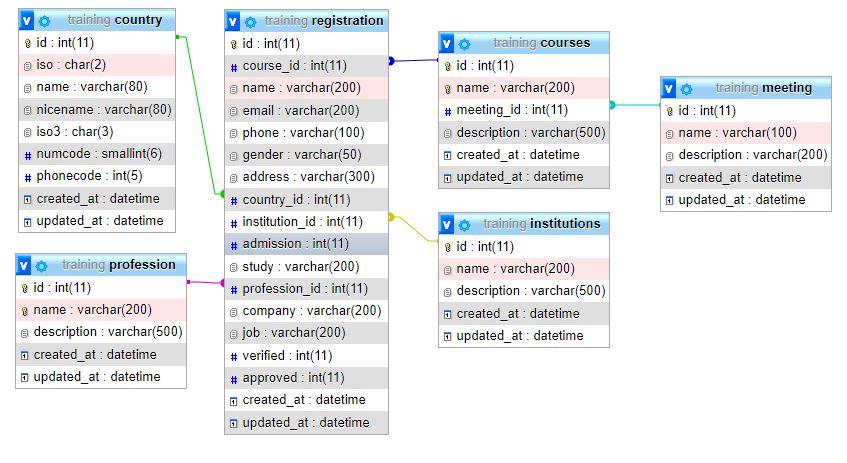 training country
id : int(11)
iso : char(2)
name : varchar(80)
nicename : varchar(80)
iso3 : char(3)
numcode : smallint(6)
phonecode : int(5)
created_at : datetime
updated_at : datetime
training profession
id : int(11)
name : varchar(200)
description : varchar(500)
created_at : datetime
updated_at : datetime
training registration
id : int(11)
course_id : int(11)
name : varchar(200)
email : varchar(200)
phone : varchar(100)
gender : varchar(50)
address : varchar(300)
country_id : int(11)
institution_id : int(11)
admission : int(11)
study : varchar(200)
profession_id : int(11)
company : varchar(200)
job : varchar(200)
verified : int(11)
approved : int(11)
created_at : datetime
updated_at : datetime
training courses
id : int(11)
name : varchar(200)
meeting_id : int(11)
description : varchar(500)
created_at : datetime
updated_at : datetime
training institutions
id : int(11)
name : varchar(200)
description : varchar(500)
created_at : datetime
updated_at : datetime
training meeting
id : int(11)
name : varchar(100)
description : varchar(200)
created_at : datetime
updated_at : datetime